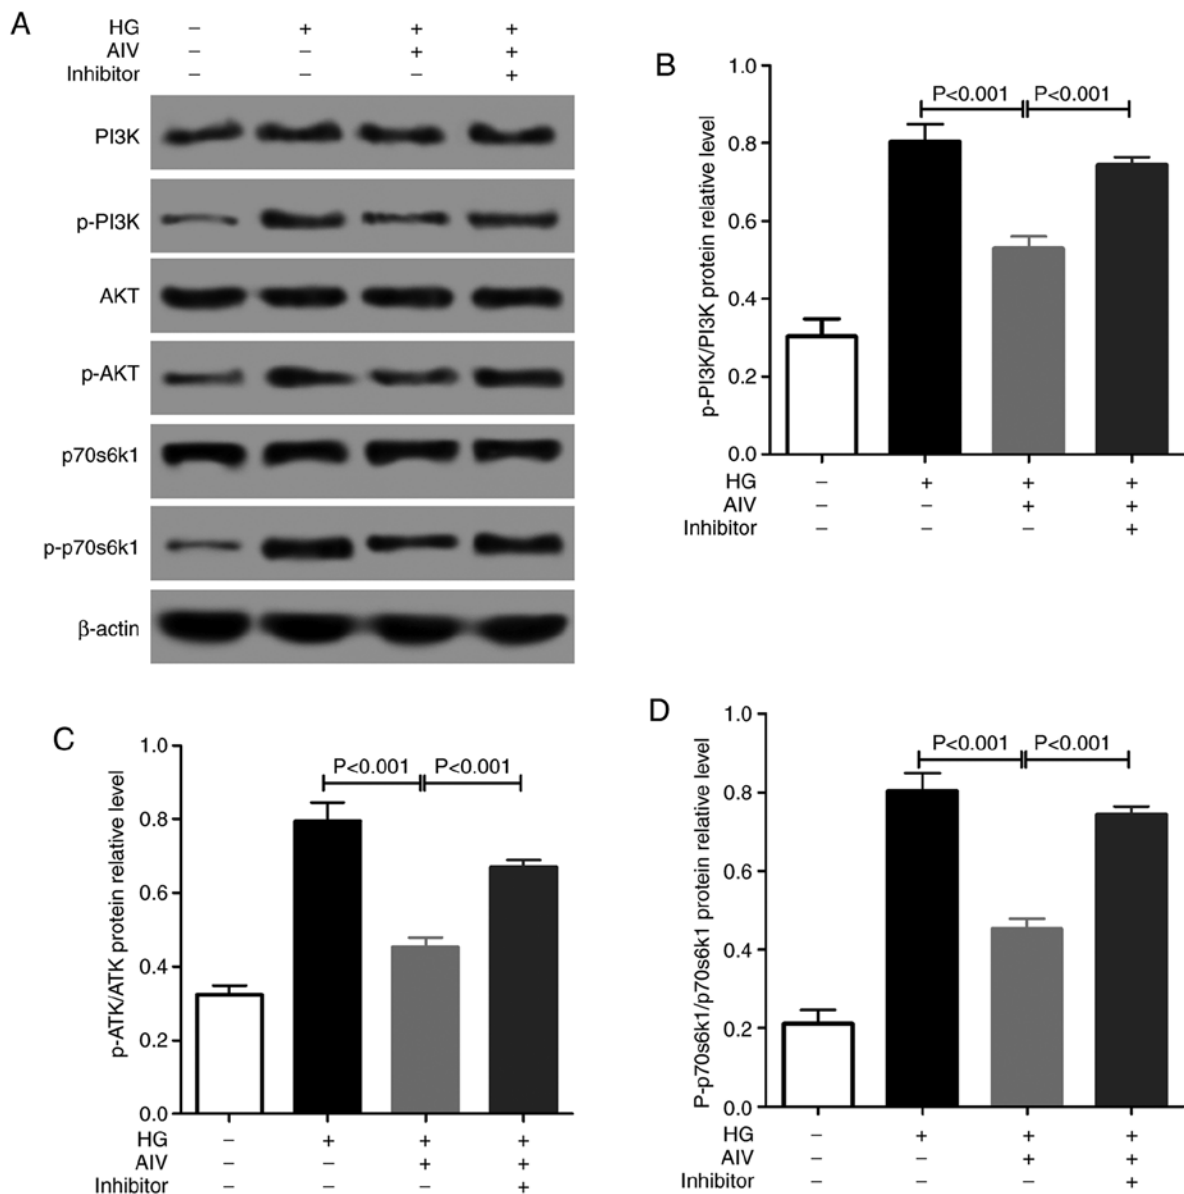 A
HG − + + +
AIV − − + +
Inhibitor − − − +
PI3K
p-PI3K
AKT
p-AKT
p70s6k1
p-p70s6k1
β-actin
B
p-PI3K/PI3K protein relative level
1.0
0.8
0.6
0.4
0.2
0.0
P<0.001 P<0.001
HG − + + +
AIV − − + +
Inhibitor − − − +
C
p-ATK/ATK protein relative level
1.0
0.8
0.6
0.4
0.2
0.0
P<0.001 P<0.001
HG − + + +
AIV − − + +
Inhibitor − − − +
D
P-p70s6k1/p70s6k1 protein relative level
1.0
0.8
0.6
0.4
0.2
0.0
P<0.001 P<0.001
HG − + + +
AIV − − + +
Inhibitor − − − +